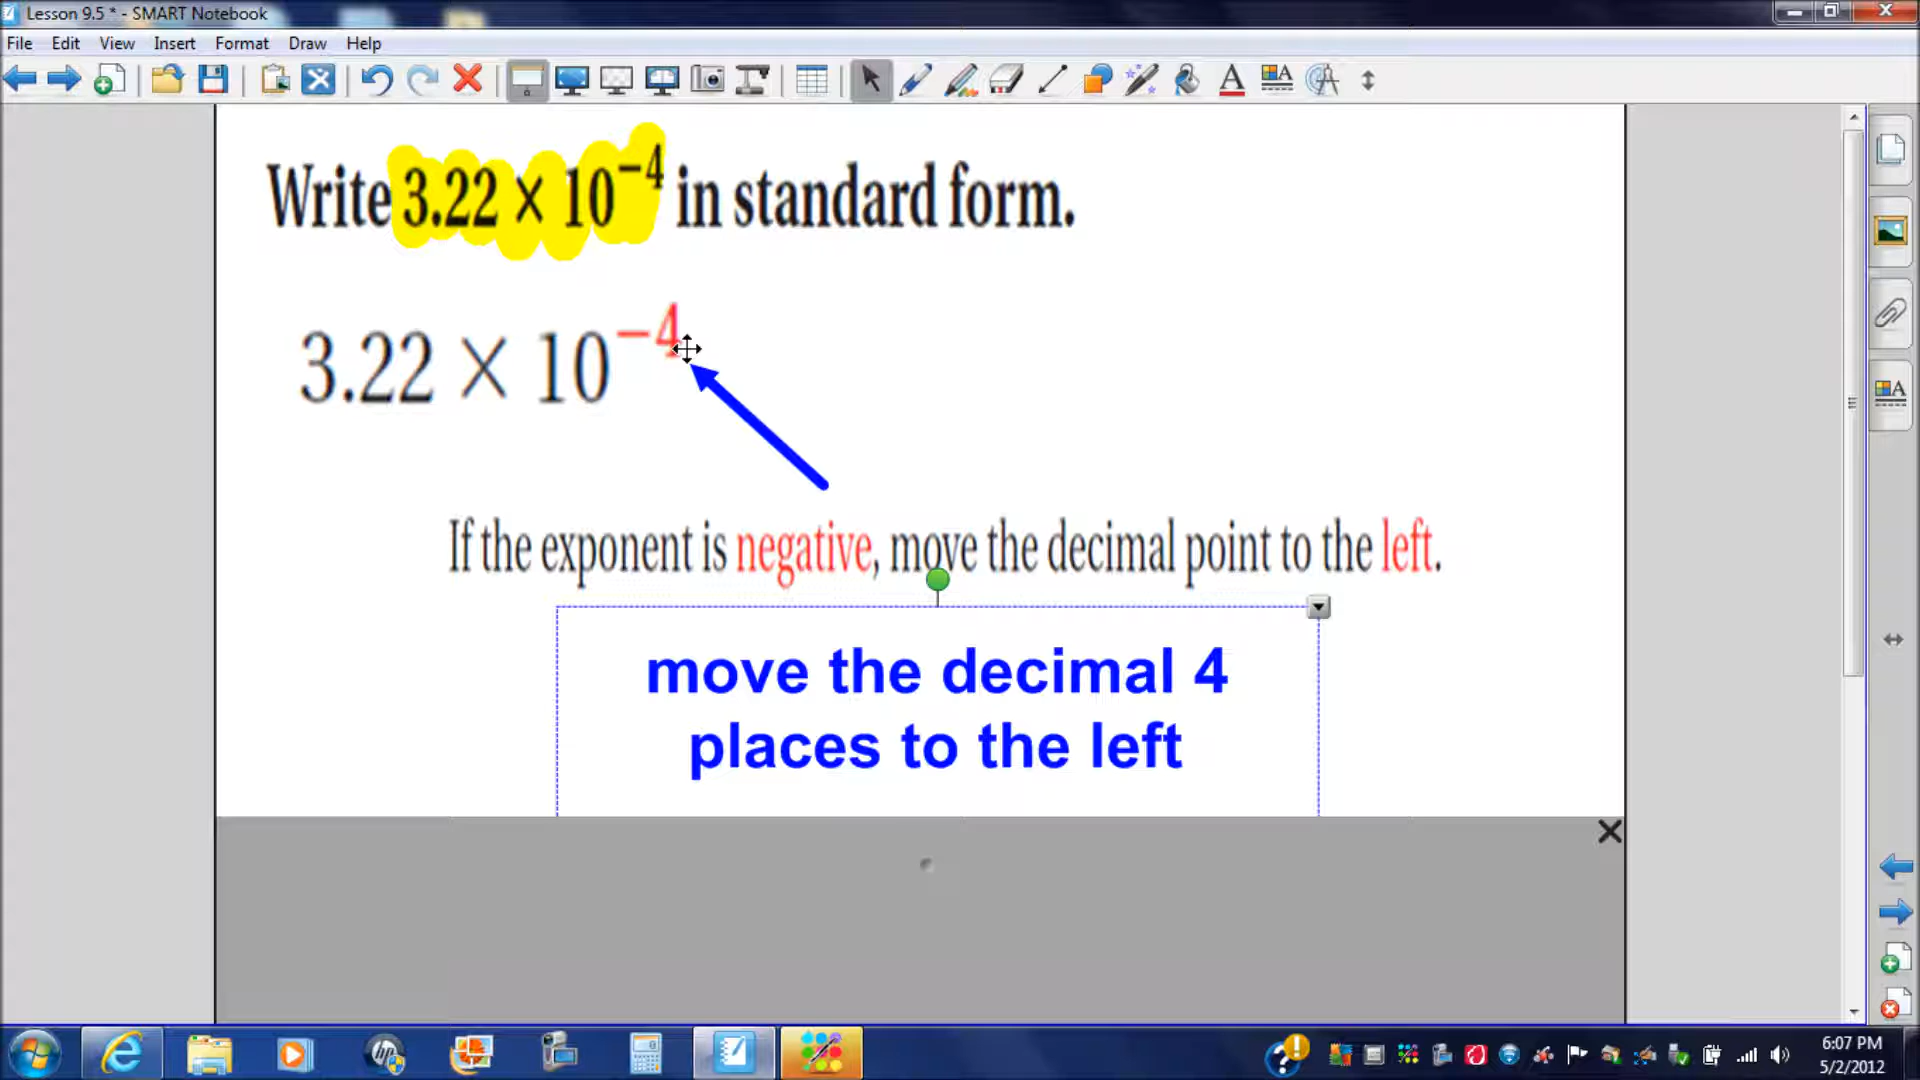 Lesson 9.5 * - SMART Notebook
File Edit View Insert Format Draw Help
Write 3.22 × 10⁻⁴ in standard form.
3.22 × 10⁻⁴
If the exponent is negative, move the decimal point to the left.
move the decimal 4
places to the left
6:07 PM
5/2/2012